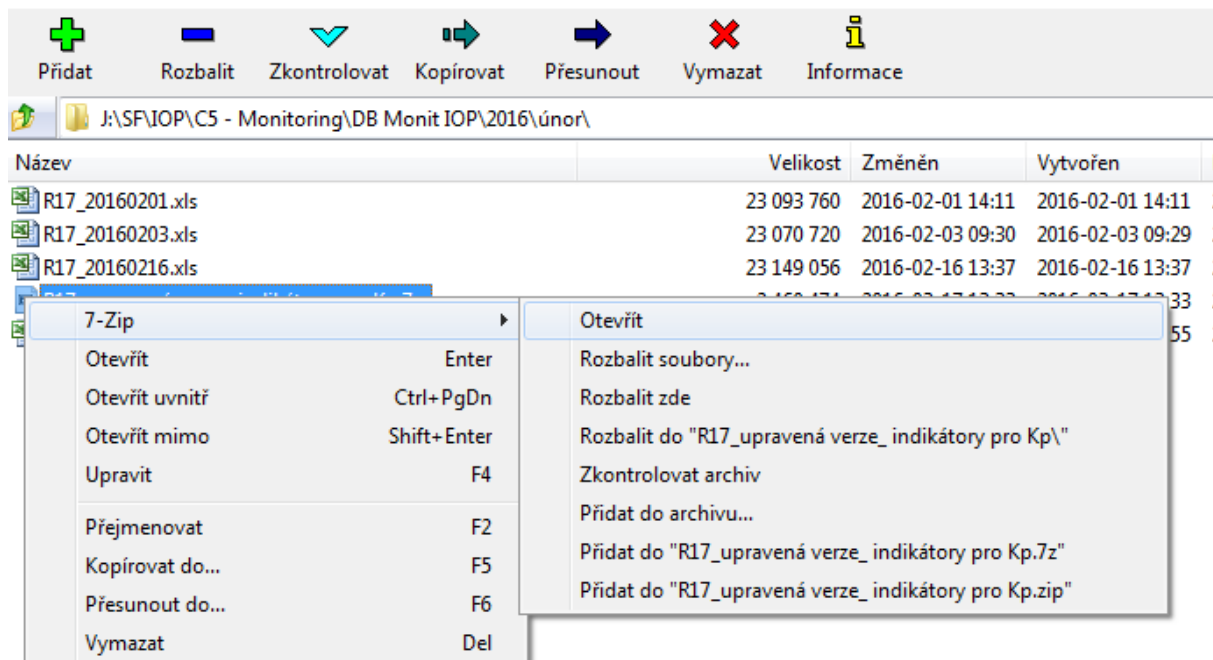 Přidat Rozbalit Zkontrolovat Kopírovat Přesunout Vymazat Informace
J:\SF\IOP\C5 - Monitoring\DB Monit IOP\2016\únor\
Název Velikost Změněn Vytvořen
R17_20160201.xls 23 093 760 2016-02-01 14:11 2016-02-01 14:11
R17_20160203.xls 23 070 720 2016-02-03 09:30 2016-02-03 09:29
R17_20160216.xls 23 149 056 2016-02-16 13:37 2016-02-16 13:37
33
55
7-Zip
Otevřít Enter
Otevřít uvnitř Ctrl+PgDn
Otevřít mimo Shift+Enter
Upravit F4
Přejmenovat F2
Kopírovat do... F5
Přesunout do... F6
Vymazat Del
Otevřít
Rozbalit soubory...
Rozbalit zde
Rozbalit do "R17_upravená verze_ indikátory pro Kp\"
Zkontrolovat archiv
Přidat do archivu...
Přidat do "R17_upravená verze_ indikátory pro Kp.7z"
Přidat do "R17_upravená verze_ indikátory pro Kp.zip"